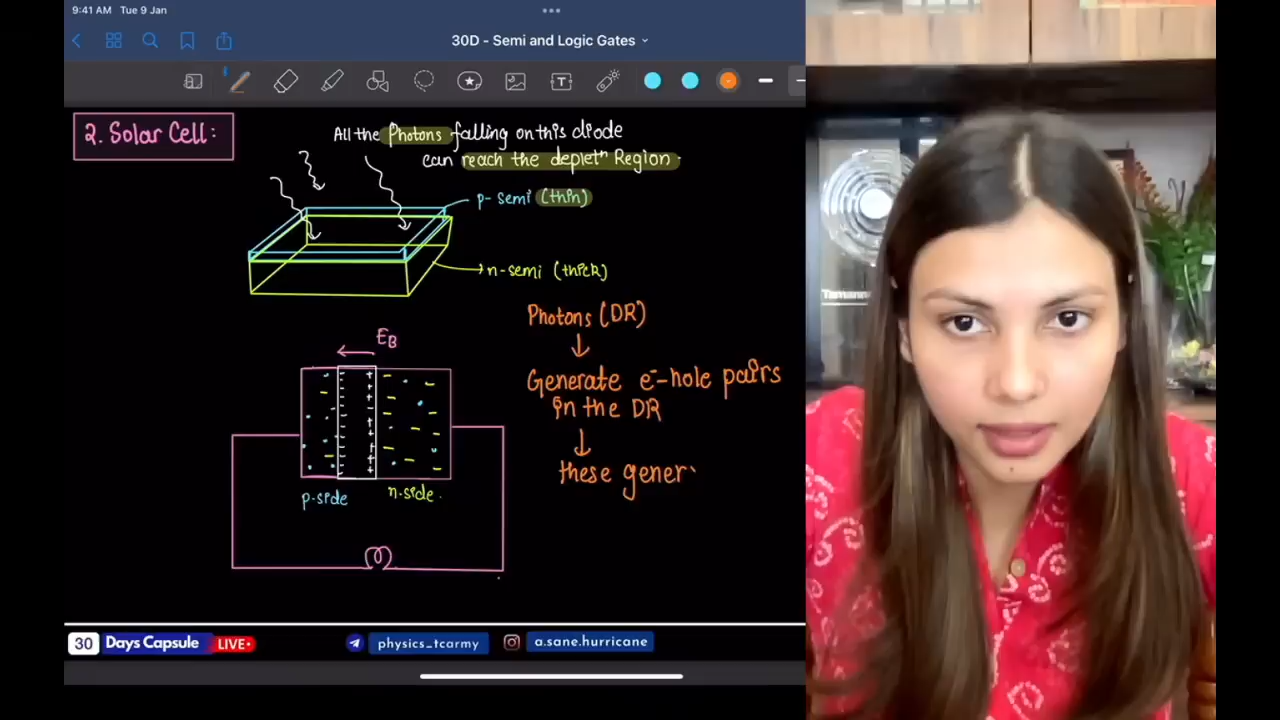 9:41 AM Tue 9 Jan
30D - Semi and Logic Gates
2. Solar Cell:
All the Photons falling on this diode
can reach the depletⁿ Region.
p-semi (thin)
n-semi (thick)
Photons (DR)
↓
Generate e⁻-hole pairs
in the DR
↓
these gener
E_B
p-side
n-side.
30 Days Capsule LIVE
physics_tcarmy
a.sane.hurricane